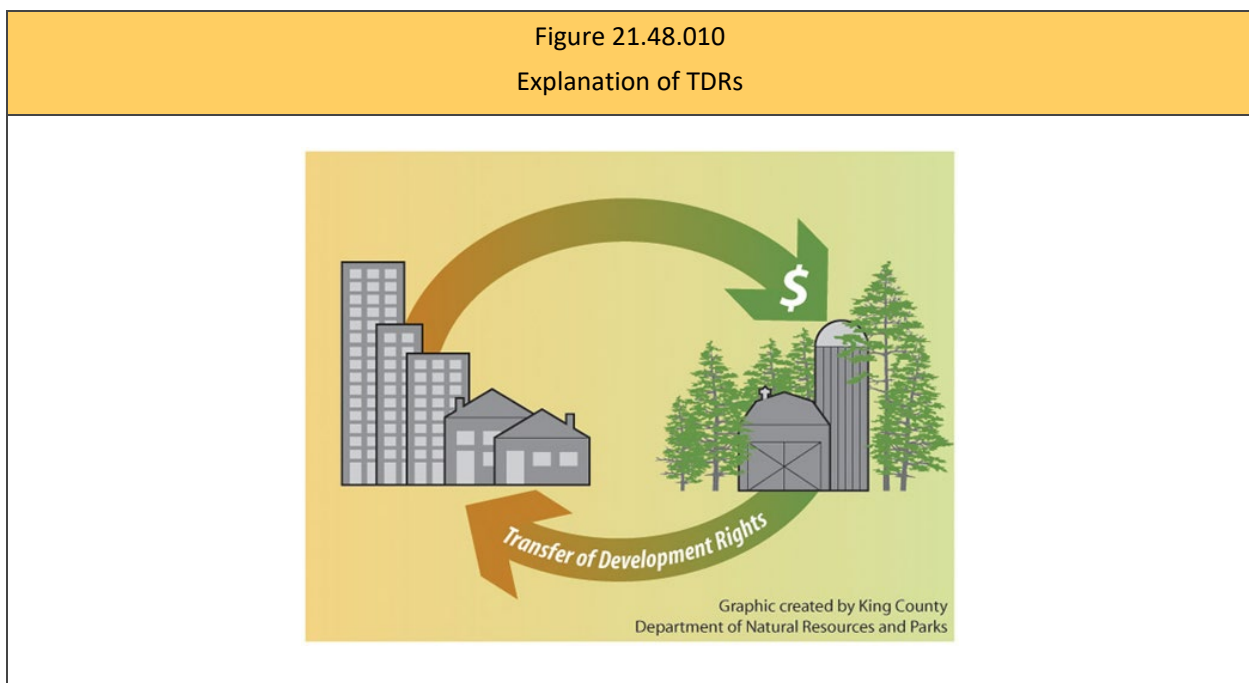 Figure 21.48.010
Explanation of TDRs
$
Transfer of Development Rights
Graphic created by King County
Department of Natural Resources and Parks